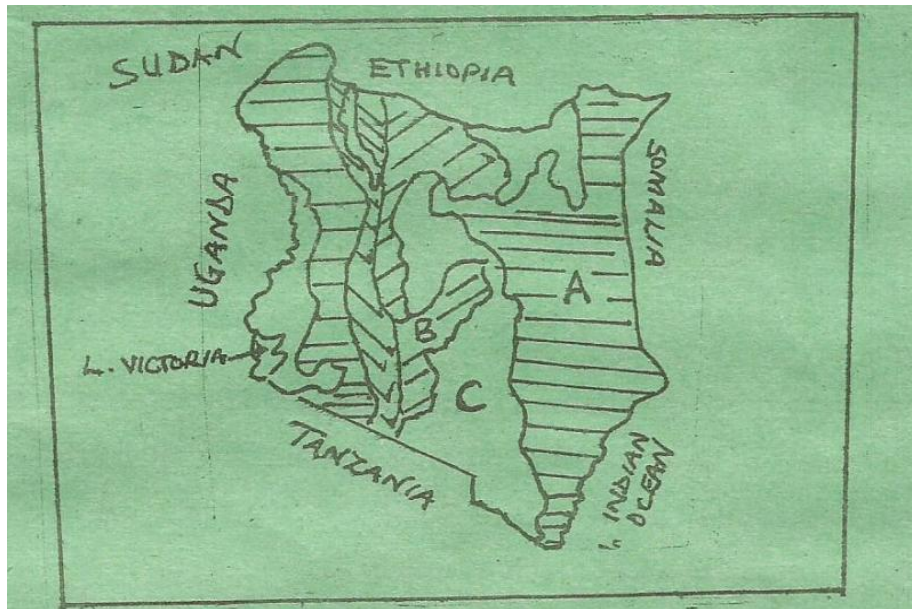 SUDAN
ETHIOPIA
SOMALIA
UGANDA
A
B
L. VICTORIA
C
TANZANIA
INDIAN
OCEAN